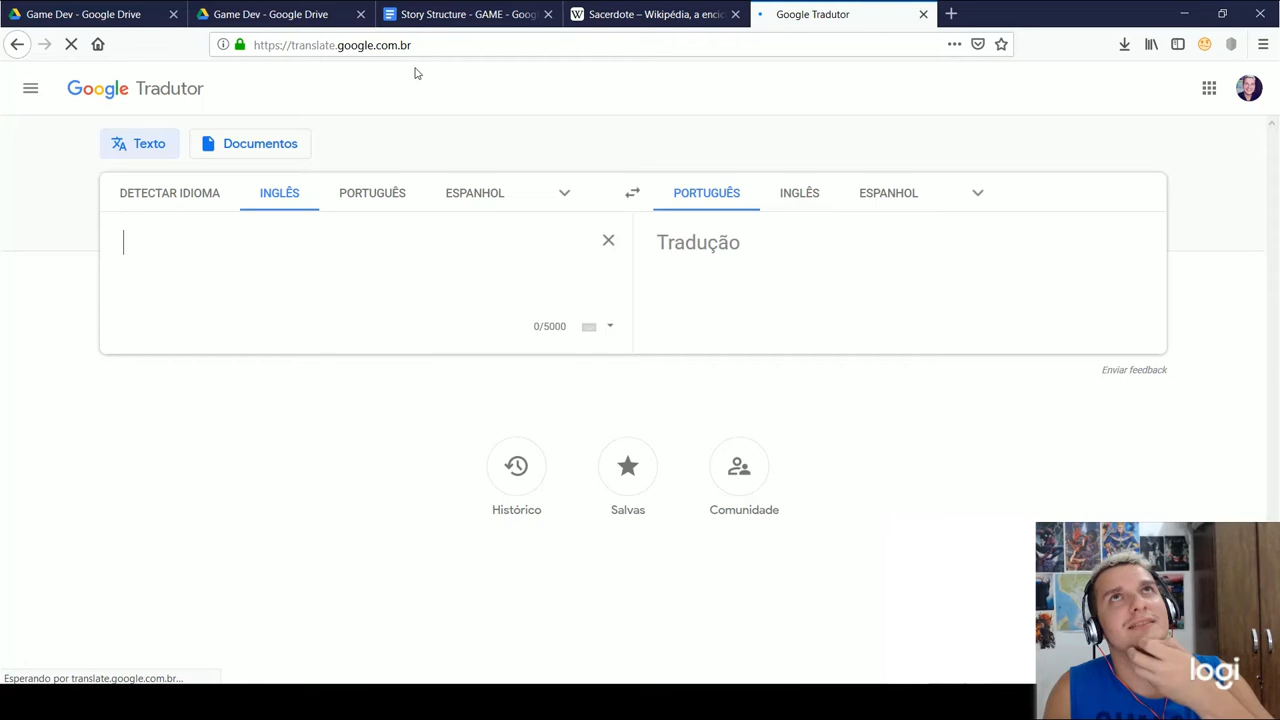 Game Dev - Google Drive
Game Dev - Google Drive
Story Structure - GAME - Goog
Sacerdote – Wikipédia, a enci
Google Tradutor
https://translate.google.com.br
Google Tradutor
Texto
Documentos
DETECTAR IDIOMA
INGLÊS
PORTUGUÊS
ESPANHOL
PORTUGUÊS
INGLÊS
ESPANHOL
Tradução
0/5000
Enviar feedback
Histórico
Salvas
Comunidade
Esperando por translate.google.com.br...
logi